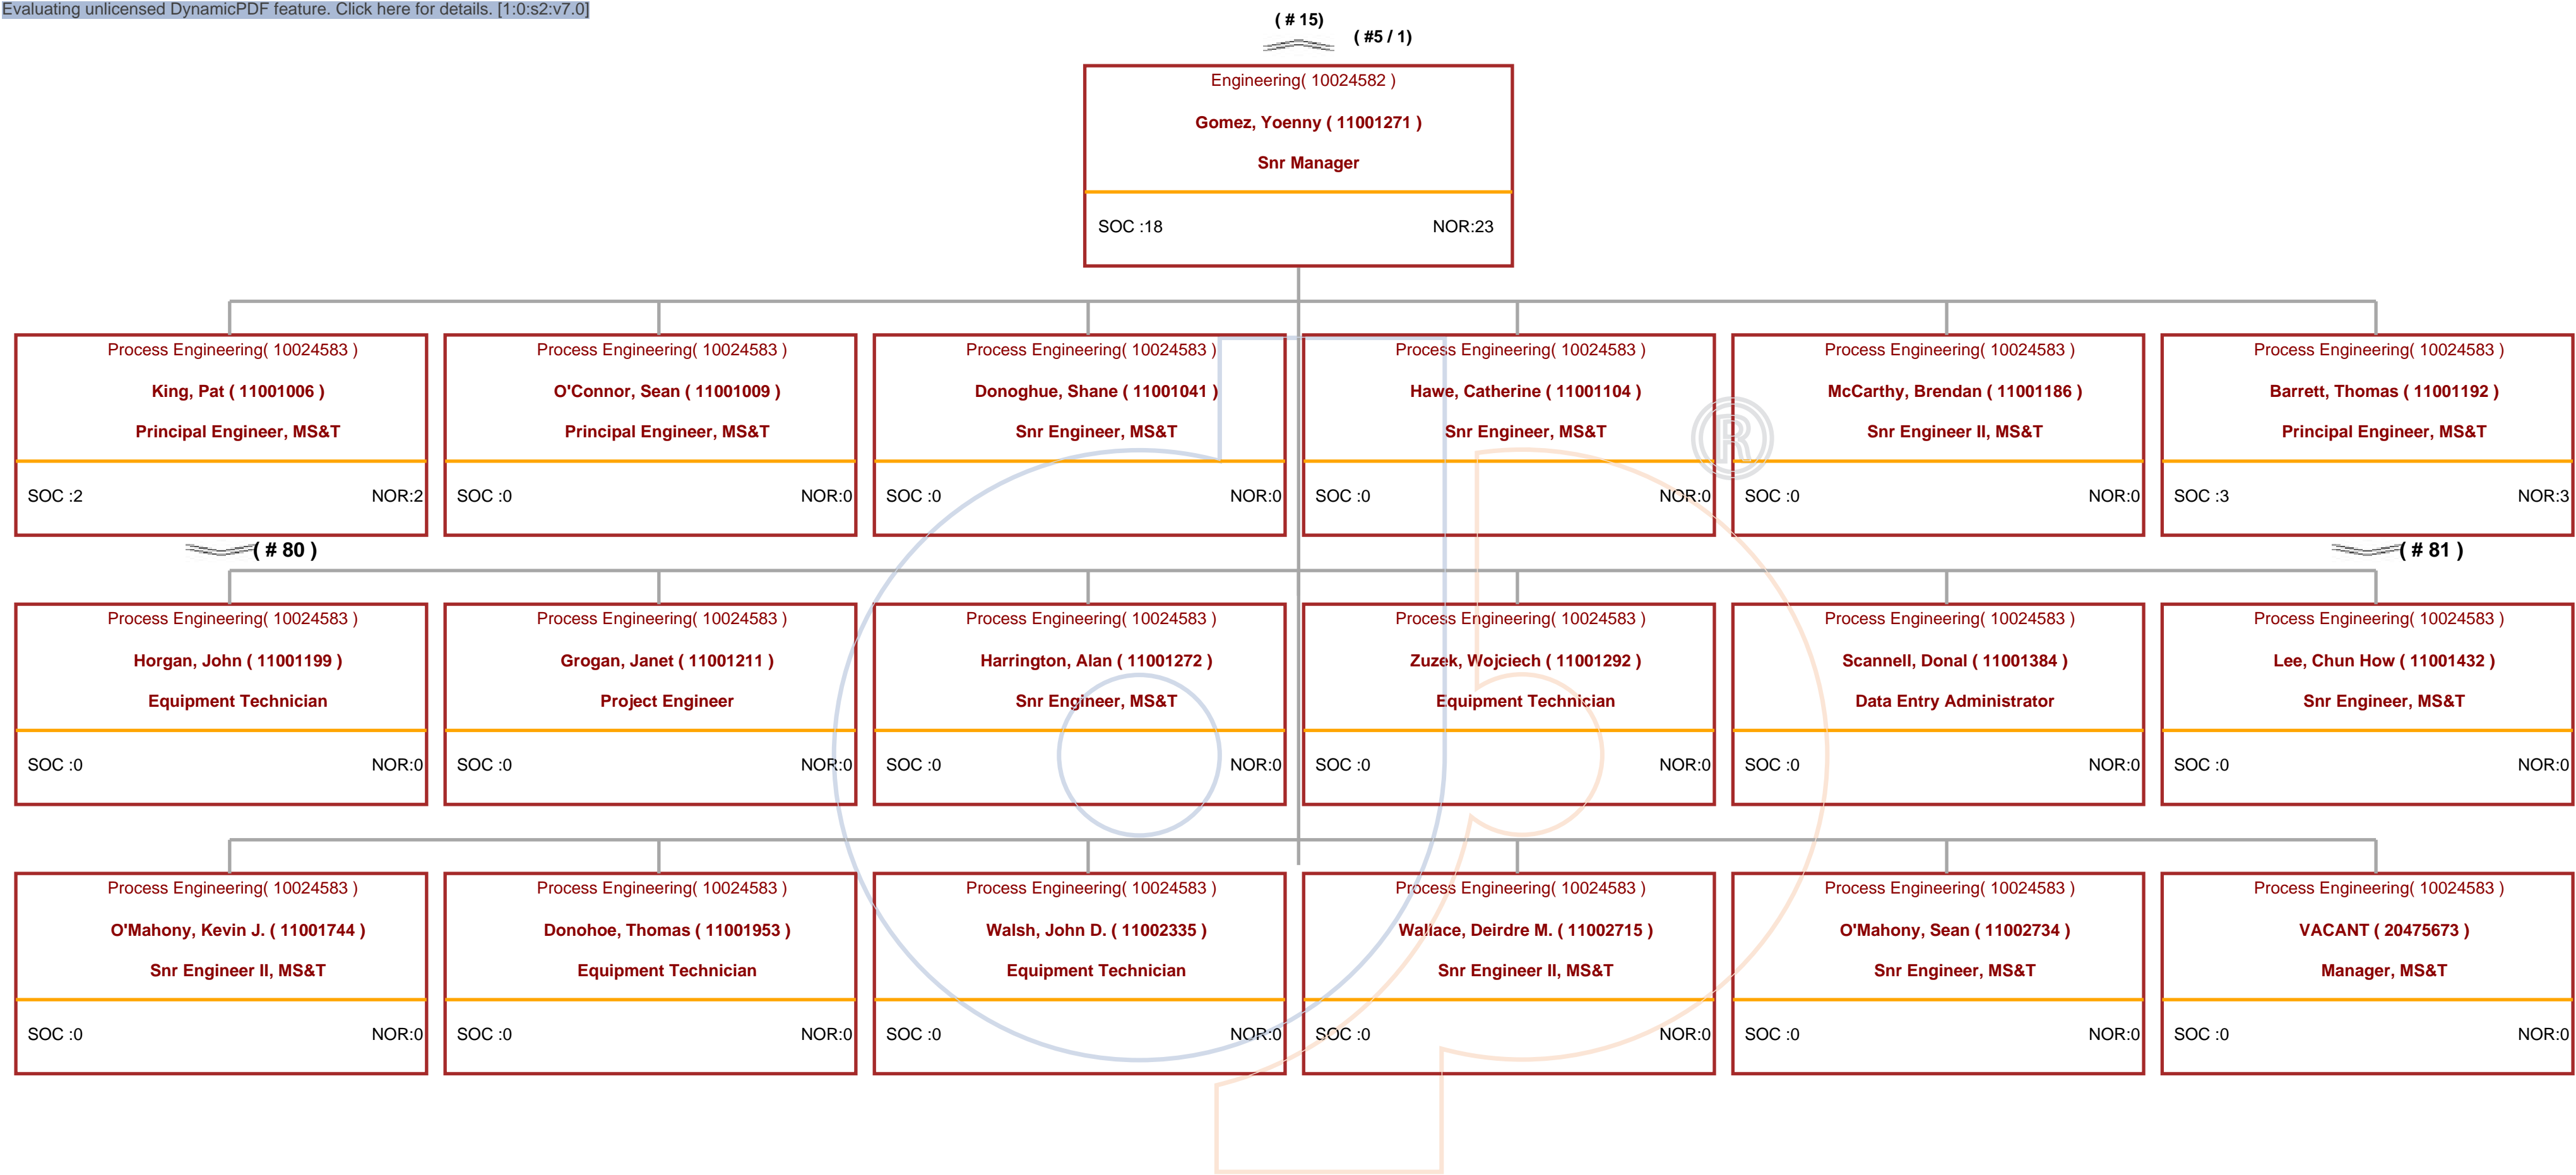 Evaluating unlicensed DynamicPDF feature. Click here for details. [1:0:s2:v7.0]
( # 15)
( #5 / 1)
Engineering( 10024582 )
Gomez, Yoenny ( 11001271 )
Snr Manager
SOC :18 NOR:23
Process Engineering( 10024583 )
King, Pat ( 11001006 )
Principal Engineer, MS&T
SOC :2 NOR:2
( # 80 )
Process Engineering( 10024583 )
O'Connor, Sean ( 11001009 )
Principal Engineer, MS&T
SOC :0 NOR:0
Process Engineering( 10024583 )
Donoghue, Shane ( 11001041 )
Snr Engineer, MS&T
SOC :0 NOR:0
Process Engineering( 10024583 )
Hawe, Catherine ( 11001104 )
Snr Engineer, MS&T
SOC :0 NOR:0
Process Engineering( 10024583 )
McCarthy, Brendan ( 11001186 )
Snr Engineer II, MS&T
SOC :0 NOR:0
Process Engineering( 10024583 )
Barrett, Thomas ( 11001192 )
Principal Engineer, MS&T
SOC :3 NOR:3
( # 81 )
Process Engineering( 10024583 )
Horgan, John ( 11001199 )
Equipment Technician
SOC :0 NOR:0
Process Engineering( 10024583 )
Grogan, Janet ( 11001211 )
Project Engineer
SOC :0 NOR:0
Process Engineering( 10024583 )
Harrington, Alan ( 11001272 )
Snr Engineer, MS&T
SOC :0 NOR:0
Process Engineering( 10024583 )
Zuzek, Wojciech ( 11001292 )
Equipment Technician
SOC :0 NOR:0
Process Engineering( 10024583 )
Scannell, Donal ( 11001384 )
Data Entry Administrator
SOC :0 NOR:0
Process Engineering( 10024583 )
Lee, Chun How ( 11001432 )
Snr Engineer, MS&T
SOC :0 NOR:0
Process Engineering( 10024583 )
O'Mahony, Kevin J. ( 11001744 )
Snr Engineer II, MS&T
SOC :0 NOR:0
Process Engineering( 10024583 )
Donohoe, Thomas ( 11001953 )
Equipment Technician
SOC :0 NOR:0
Process Engineering( 10024583 )
Walsh, John D. ( 11002335 )
Equipment Technician
SOC :0 NOR:0
Process Engineering( 10024583 )
Wallace, Deirdre M. ( 11002715 )
Snr Engineer II, MS&T
SOC :0 NOR:0
Process Engineering( 10024583 )
O'Mahony, Sean ( 11002734 )
Snr Engineer, MS&T
SOC :0 NOR:0
Process Engineering( 10024583 )
VACANT ( 20475673 )
Manager, MS&T
SOC :0 NOR:0
®